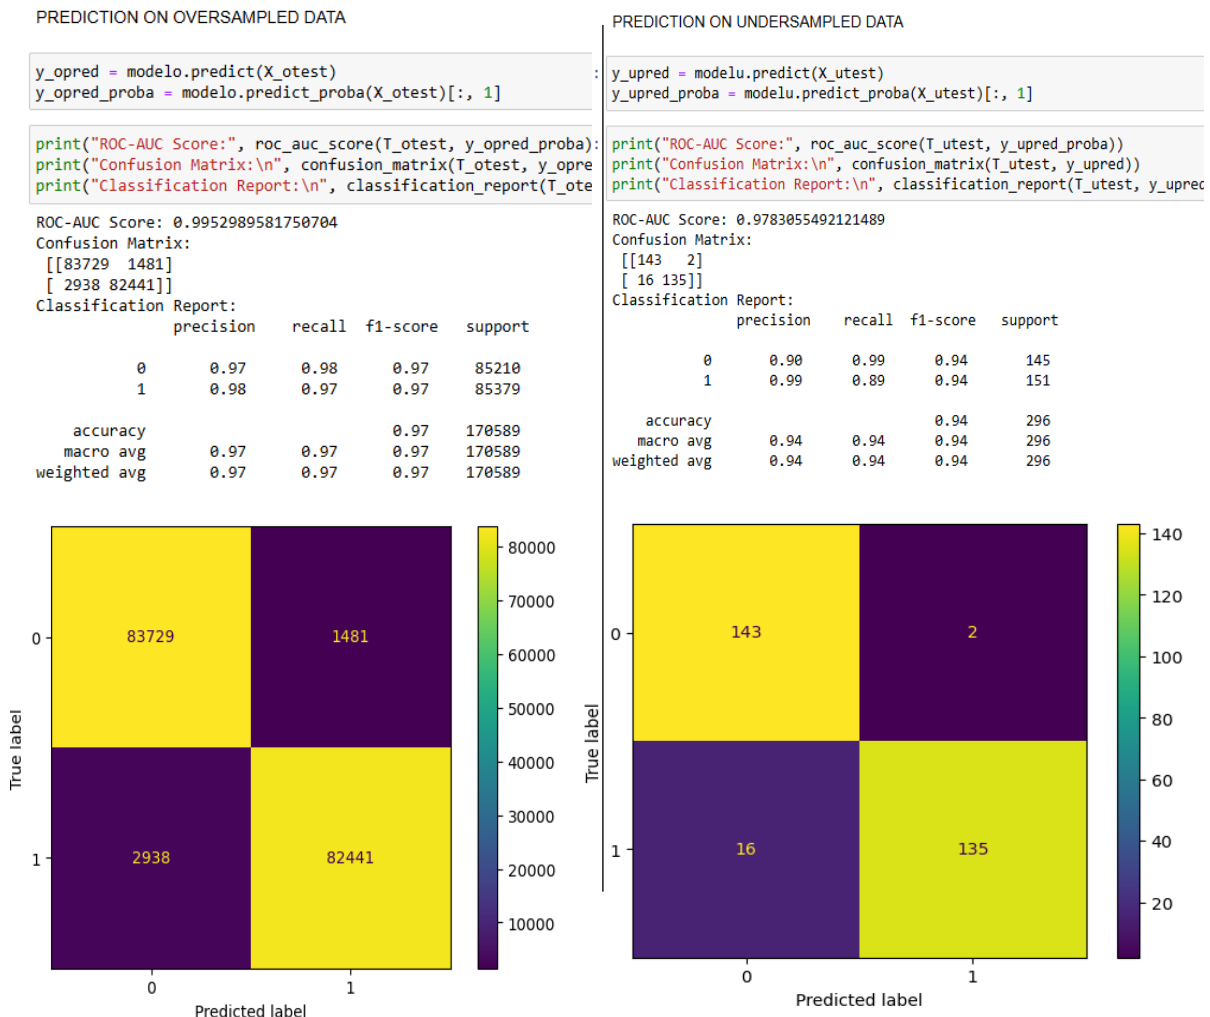 PREDICTION ON OVERSAMPLED DATA
y_opred = modelo.predict(X_otest)
y_opred_proba = modelo.predict_proba(X_otest)[:, 1]
print("ROC-AUC Score:", roc_auc_score(T_otest, y_opred_proba):
print("Confusion Matrix:\n", confusion_matrix(T_otest, y_opre
print("Classification Report:\n", classification_report(T_ote
ROC-AUC Score: 0.9952989581750704
Confusion Matrix:
[[83729 1481]
[ 2938 82441]]
Classification Report:
precision recall f1-score support
0 0.97 0.98 0.97 85210
1 0.98 0.97 0.97 85379
accuracy 0.97 170589
macro avg 0.97 0.97 0.97 170589
weighted avg 0.97 0.97 0.97 170589
83729 1481
2938 82441
True label
0
1
0 1
Predicted label
80000
70000
60000
50000
40000
30000
20000
10000
PREDICTION ON UNDERSAMPLED DATA
: y_upred = modelu.predict(X_utest)
y_upred_proba = modelu.predict_proba(X_utest)[:, 1]
print("ROC-AUC Score:", roc_auc_score(T_utest, y_upred_proba))
print("Confusion Matrix:\n", confusion_matrix(T_utest, y_upred))
print("Classification Report:\n", classification_report(T_utest, y_upred
ROC-AUC Score: 0.9783055492121489
Confusion Matrix:
[[143 2]
[ 16 135]]
Classification Report:
precision recall f1-score support
0 0.90 0.99 0.94 145
1 0.99 0.89 0.94 151
accuracy 0.94 296
macro avg 0.94 0.94 0.94 296
weighted avg 0.94 0.94 0.94 296
143 2
16 135
True label
0
1
0 1
Predicted label
140
120
100
80
60
40
20